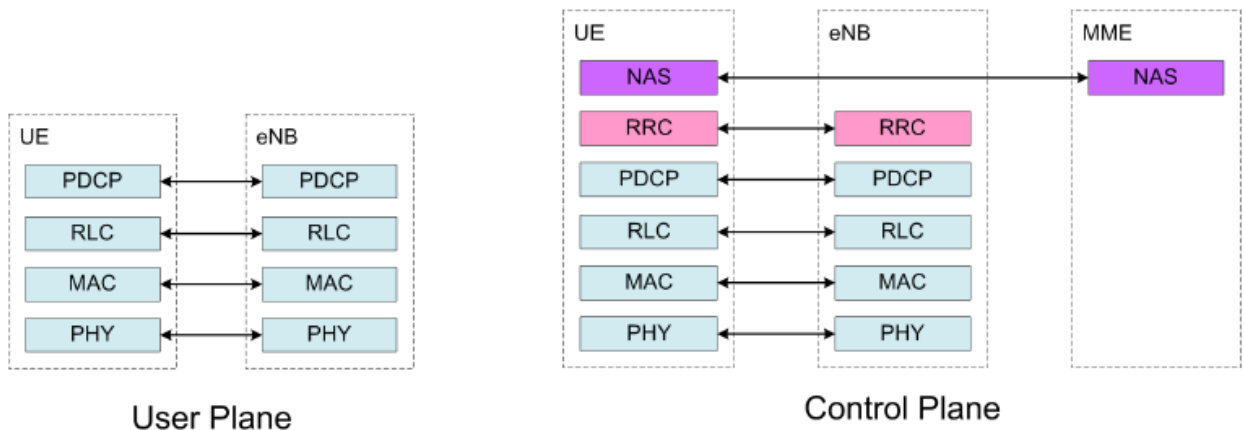 UE eNB
PDCP PDCP
RLC RLC
MAC MAC
PHY PHY
User Plane
UE eNB MME
NAS NAS
RRC RRC
PDCP PDCP
RLC RLC
MAC MAC
PHY PHY
Control Plane